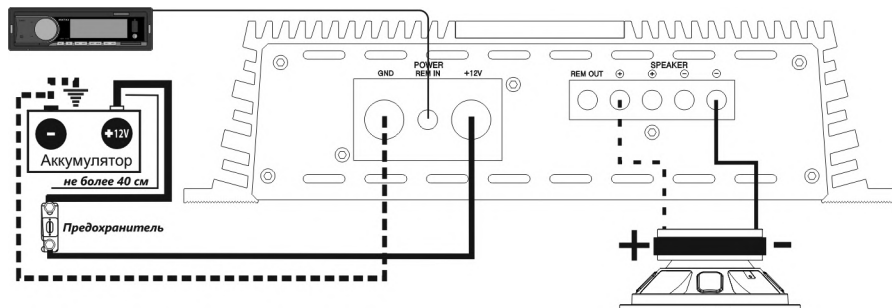 POWER
GND REM IN +12V
SPEAKER
REM OUT + + - -
- +12V
Аккумулятор
не более 40 см
Предохранитель
+ -